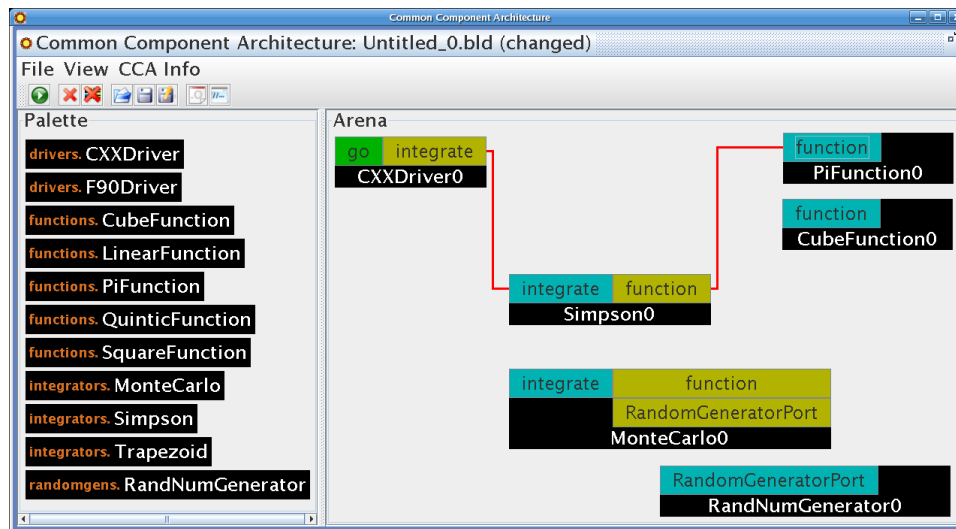 Common Component Architecture
Common Component Architecture: Untitled_0.bld (changed)
File View CCA Info
Palette
drivers. CXXDriver
drivers. F90Driver
functions. CubeFunction
functions. LinearFunction
functions. PiFunction
functions. QuinticFunction
functions. SquareFunction
integrators. MonteCarlo
integrators. Simpson
integrators. Trapezoid
randomgens. RandNumGenerator
Arena
go integrate
CXXDriver0
function
PiFunction0
function
CubeFunction0
integrate function
Simpson0
integrate function
RandomGeneratorPort
MonteCarlo0
RandomGeneratorPort
RandNumGenerator0